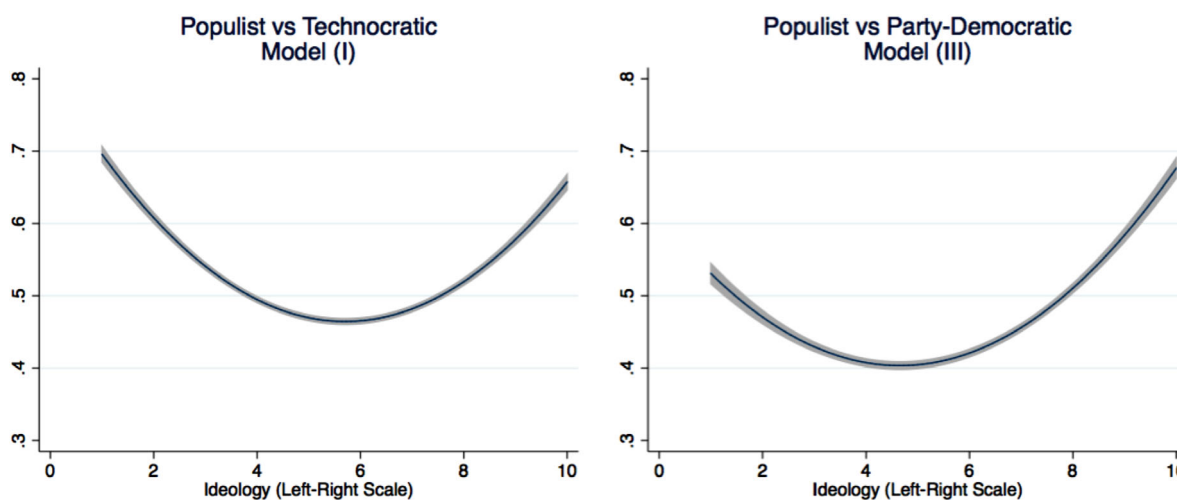 Populist vs Technocratic
Model (I)
.8
.7
.6
.5
.4
.3
0 2 4 6 8 10
Ideology (Left-Right Scale)
Populist vs Party-Democratic
Model (III)
.8
.7
.6
.5
.4
.3
0 2 4 6 8 10
Ideology (Left-Right Scale)